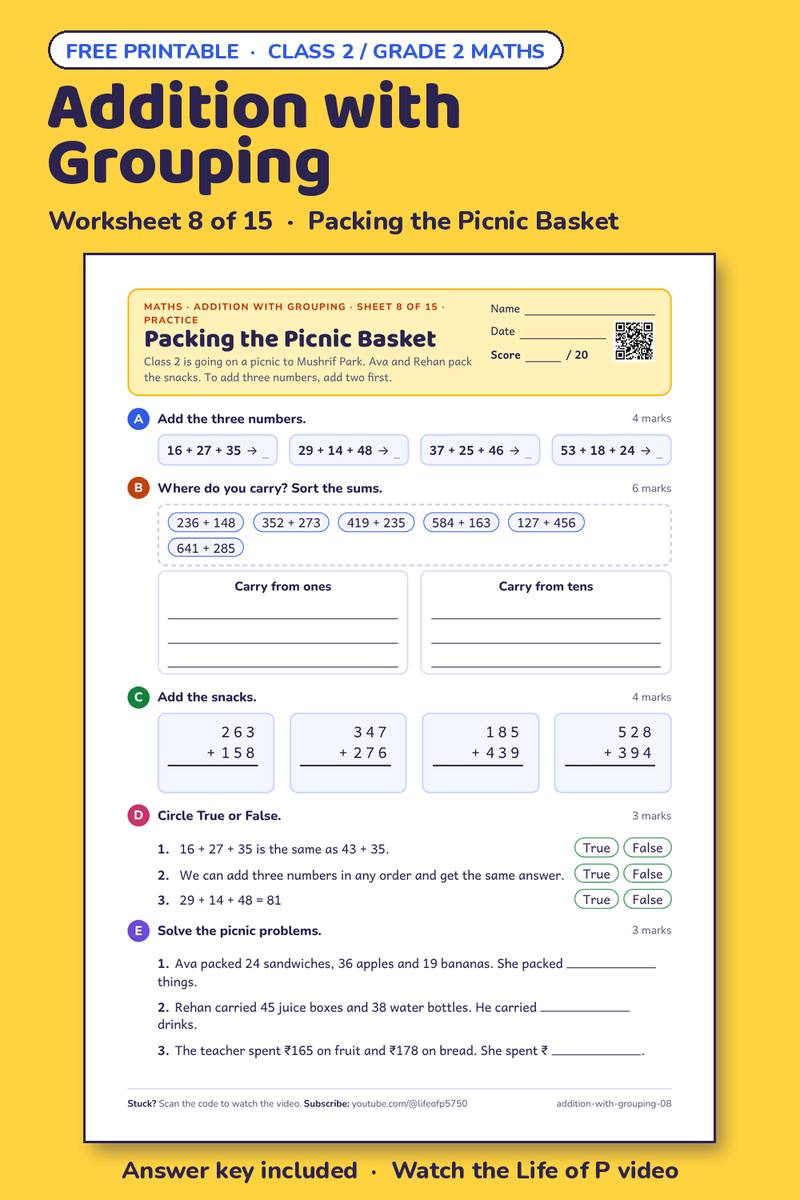 FREE PRINTABLE · CLASS 2 / GRADE 2 MATHS
Addition with
Grouping
Worksheet 8 of 15 · Packing the Picnic Basket
MATHS · ADDITION WITH GROUPING · SHEET 8 OF 15 ·
PRACTICE
Packing the Picnic Basket
Class 2 is going on a picnic to Mushrif Park. Ava and Rehan pack
the snacks. To add three numbers, add two first.
Name ____________________
Date ______________
Score ______ / 20
A Add the three numbers. 4 marks
16 + 27 + 35 → _ 29 + 14 + 48 → _ 37 + 25 + 46 → _ 53 + 18 + 24 → _
B Where do you carry? Sort the sums. 6 marks
236 + 148 352 + 273 419 + 235 584 + 163 127 + 456
641 + 285
Carry from ones Carry from tens
C Add the snacks. 4 marks
263 347 185 528
+ 158 + 276 + 439 + 394
D Circle True or False. 3 marks
1. 16 + 27 + 35 is the same as 43 + 35. True False
2. We can add three numbers in any order and get the same answer. True False
3. 29 + 14 + 48 = 81 True False
E Solve the picnic problems. 3 marks
1. Ava packed 24 sandwiches, 36 apples and 19 bananas. She packed ______________
things.
2. Rehan carried 45 juice boxes and 38 water bottles. He carried ______________
drinks.
3. The teacher spent ₹165 on fruit and ₹178 on bread. She spent ₹ ______________.
Stuck? Scan the code to watch the video. Subscribe: youtube.com/@lifeofp5750 addition-with-grouping-08
Answer key included · Watch the Life of P video